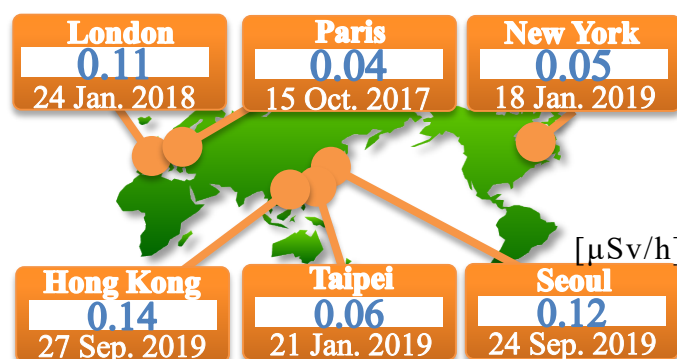 London
0.11
24 Jan. 2018
Paris
0.04
15 Oct. 2017
New York
0.05
18 Jan. 2019
[μSv/h]
Hong Kong
0.14
27 Sep. 2019
Taipei
0.06
21 Jan. 2019
Seoul
0.12
24 Sep. 2019